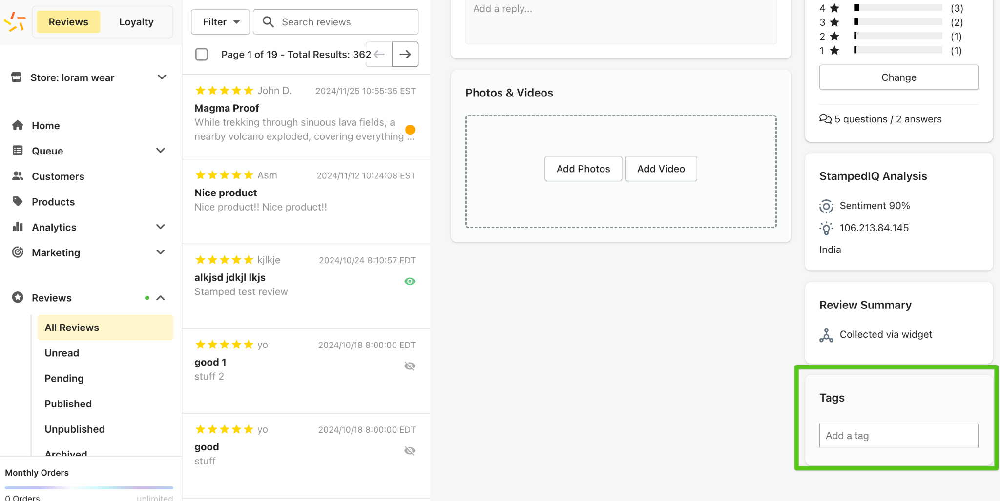 Reviews
Loyalty
Store: loram wear
Home
Queue
Customers
Products
Analytics
Marketing
Reviews
All Reviews
Unread
Pending
Published
Unpublished
Archived
Monthly Orders
0 Orders
unlimited
Filter
Search reviews
Page 1 of 19 - Total Results: 362
John D.
2024/11/25 10:55:35 EST
Magma Proof
While trekking through sinuous lava fields, a
nearby volcano exploded, covering everything ...
Asm
2024/11/12 10:24:08 EST
Nice product
Nice product!! Nice product!!
kjlkje
2024/10/24 8:10:57 EDT
alkjsd jdkjl lkjs
Stamped test review
yo
2024/10/18 8:00:00 EDT
good 1
stuff 2
yo
2024/10/18 8:00:00 EDT
good
stuff
Add a reply...
Photos & Videos
Add Photos
Add Video
4 ★ (3)
3 ★ (2)
2 ★ (1)
1 ★ (1)
Change
5 questions / 2 answers
StampedIQ Analysis
Sentiment 90%
106.213.84.145
India
Review Summary
Collected via widget
Tags
Add a tag